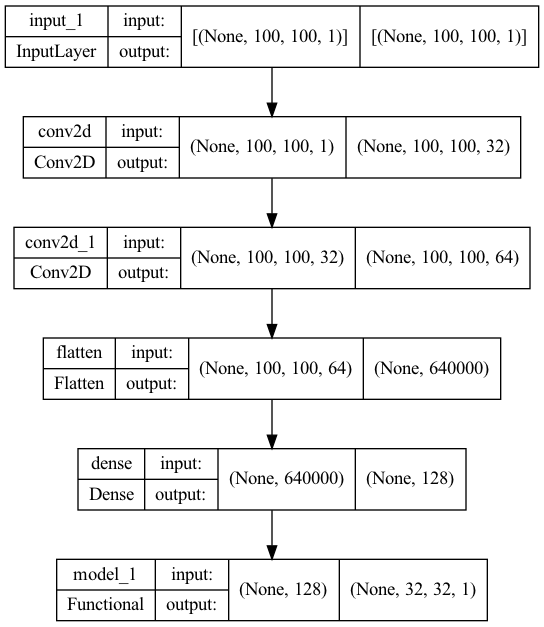 input_1 input: [(None, 100, 100, 1)] [(None, 100, 100, 1)]
InputLayer output:
conv2d input: (None, 100, 100, 1) (None, 100, 100, 32)
Conv2D output:
conv2d_1 input: (None, 100, 100, 32) (None, 100, 100, 64)
Conv2D output:
flatten input: (None, 100, 100, 64) (None, 640000)
Flatten output:
dense input: (None, 640000) (None, 128)
Dense output:
model_1 input: (None, 128) (None, 32, 32, 1)
Functional output: